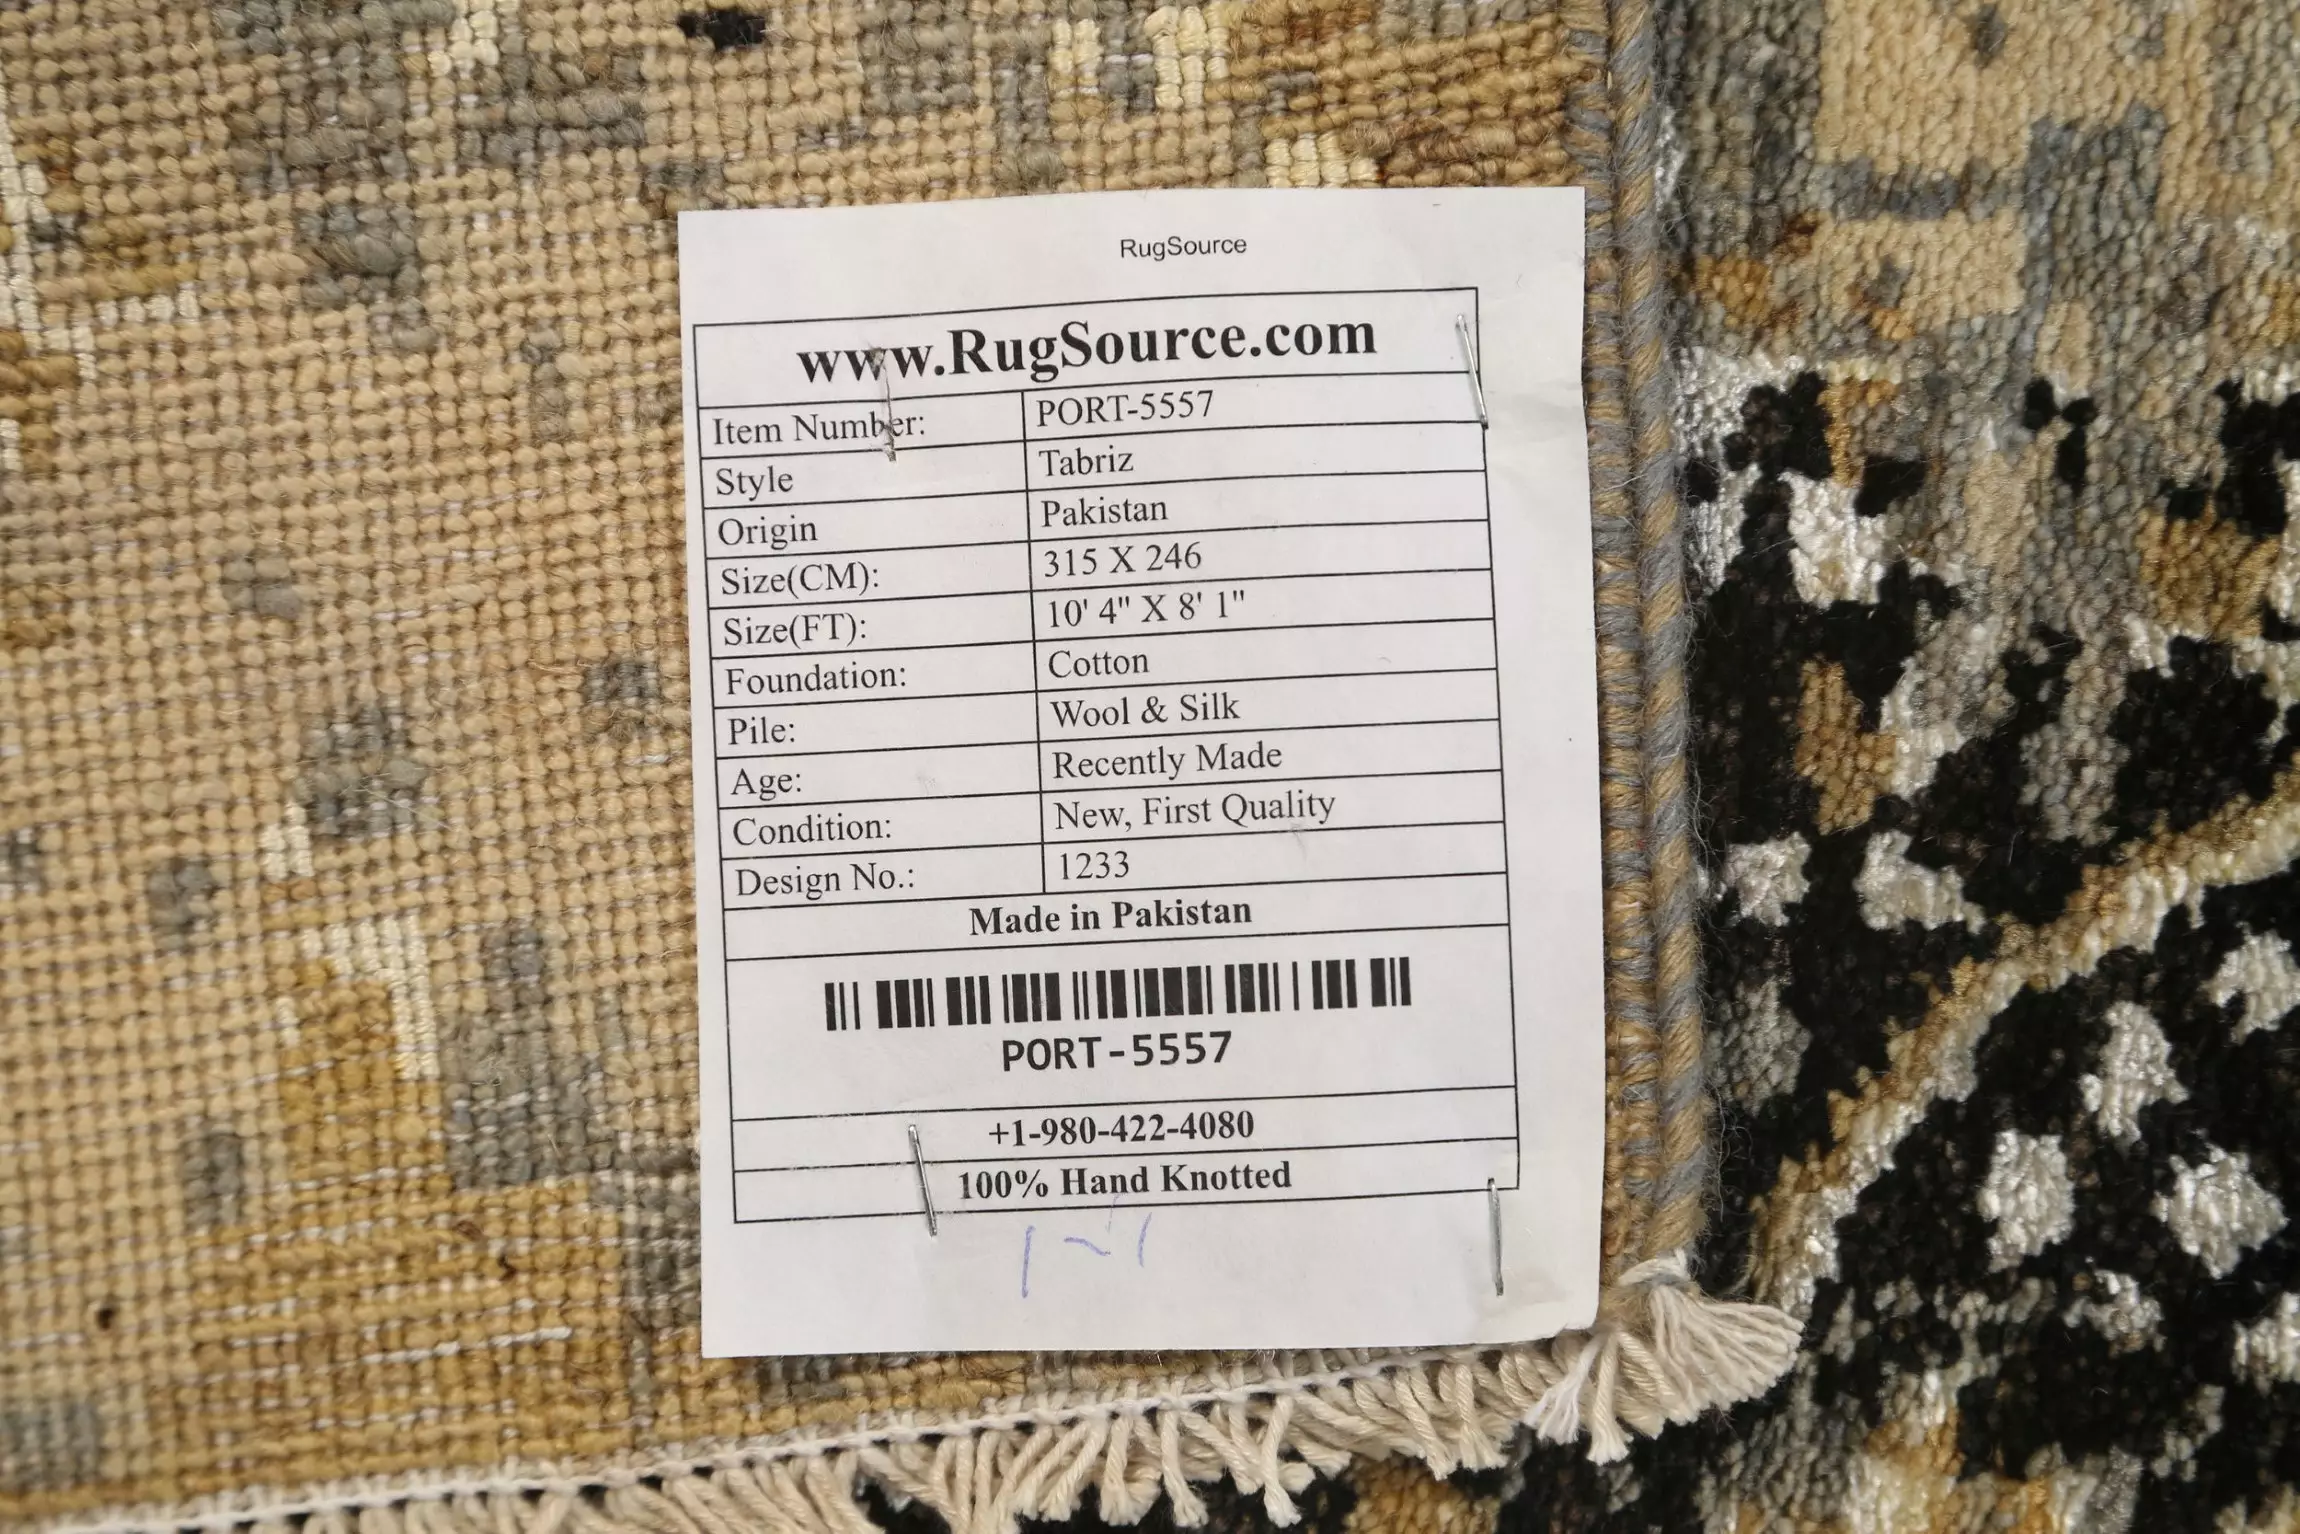 RugSource
www.RugSource.com
Item Number: PORT-5557
Style Tabriz
Origin Pakistan
Size(CM): 315 X 246
Size(FT): 10' 4" X 8' 1"
Foundation: Cotton
Pile: Wool & Silk
Age: Recently Made
Condition: New, First Quality
Design No.: 1233
Made in Pakistan
PORT-5557
+1-980-422-4080
100% Hand Knotted